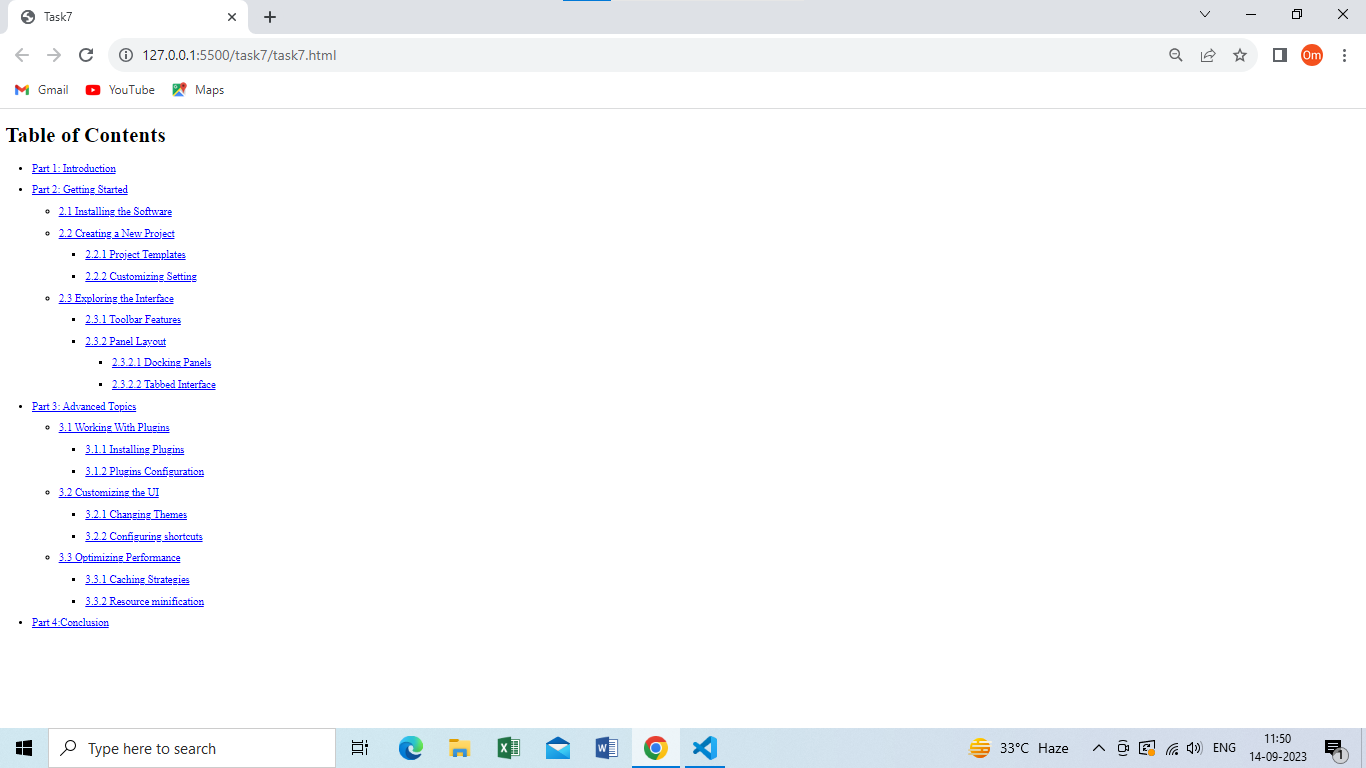 Task7
127.0.0.1:5500/task7/task7.html
Om
Gmail YouTube Maps
Table of Contents
Part 1: Introduction
Part 2: Getting Started
2.1 Installing the Software
2.2 Creating a New Project
2.2.1 Project Templates
2.2.2 Customizing Setting
2.3 Exploring the Interface
2.3.1 Toolbar Features
2.3.2 Panel Layout
2.3.2.1 Docking Panels
2.3.2.2 Tabbed Interface
Part 3: Advanced Topics
3.1 Working With Plugins
3.1.1 Installing Plugins
3.1.2 Plugins Configuration
3.2 Customizing the UI
3.2.1 Changing Themes
3.2.2 Configuring shortcuts
3.3 Optimizing Performance
3.3.1 Caching Strategies
3.3.2 Resource minification
Part 4:Conclusion
Type here to search
33°C Haze
ENG
11:50
14-09-2023
1